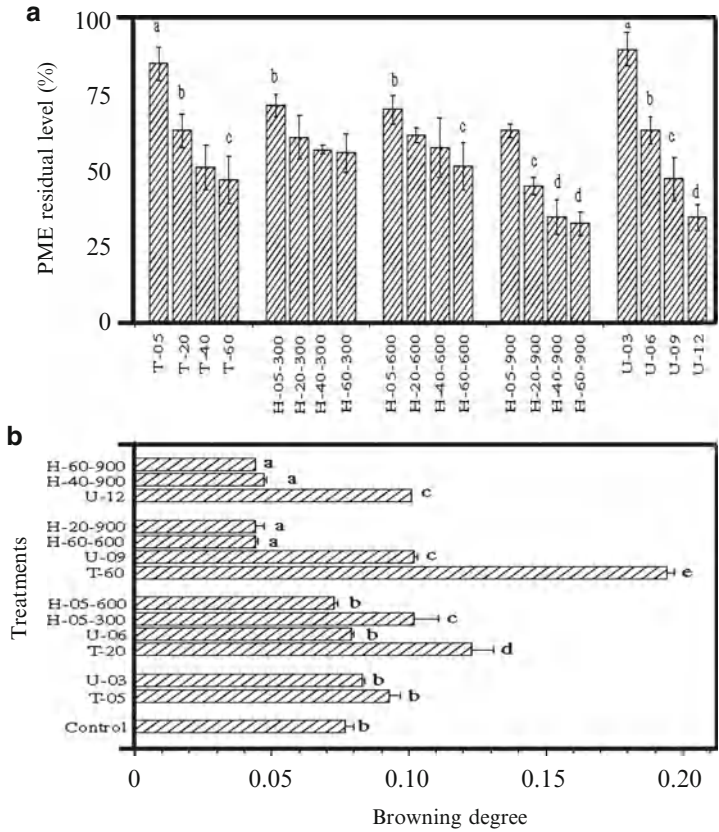 a
100
75
50
25
0
PME residual level (%)
a b c
b
b c
c d d
a b c d
T-05 T-20 T-40 T-60
H-05-300 H-20-300 H-40-300 H-60-300
H-05-600 H-20-600 H-40-600 H-60-600
H-05-900 H-20-900 H-40-900 H-60-900
U-03 U-06 U-09 U-12
b
Treatments
H-60-900 a
H-40-900 a
U-12 c
H-20-900 a
H-60-600 a
U-09 c
T-60 e
H-05-600 b
H-05-300 c
U-06 b
T-20 d
U-03 b
T-05 b
Control b
0 0.05 0.10 0.15 0.20
Browning degree